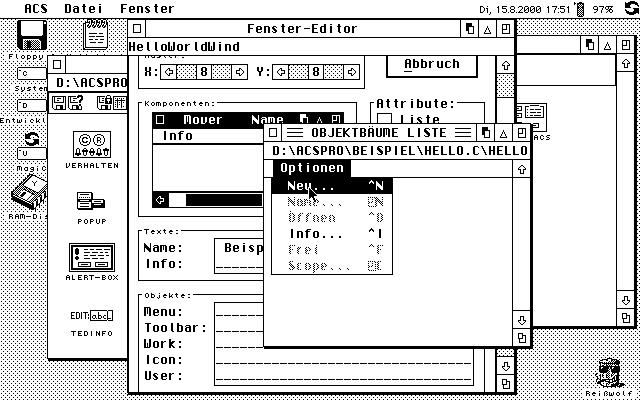 ACS Datei Fenster Di, 15.8.2000 17:51 97%
Fenster-Editor
HelloWorldWind
X: 8 Y: 8
Abbruch
Komponenten:
Mover Name
Info
Attribute:
Liste
Texte:
Name: Beisp
Info:
Objekte:
Menu:
Toolbar:
Work:
Icon:
User:
OBJEKTBÄUME LISTE
D:\ACSPRO\BEISPIEL\HELLO.C\HELLO
Optionen
Neu... ^N
Name... N
Öffnen ^O
Info... ^I
Frei ^F
Scope...
D:\ACSPRO
VERHALTEN
POPUP
ALERT-BOX
EDIT: abc
TEDINFO
ACS
Floppy
C
System
D
Entwickl
U
Magic
RAM-Dis
Reißwolf